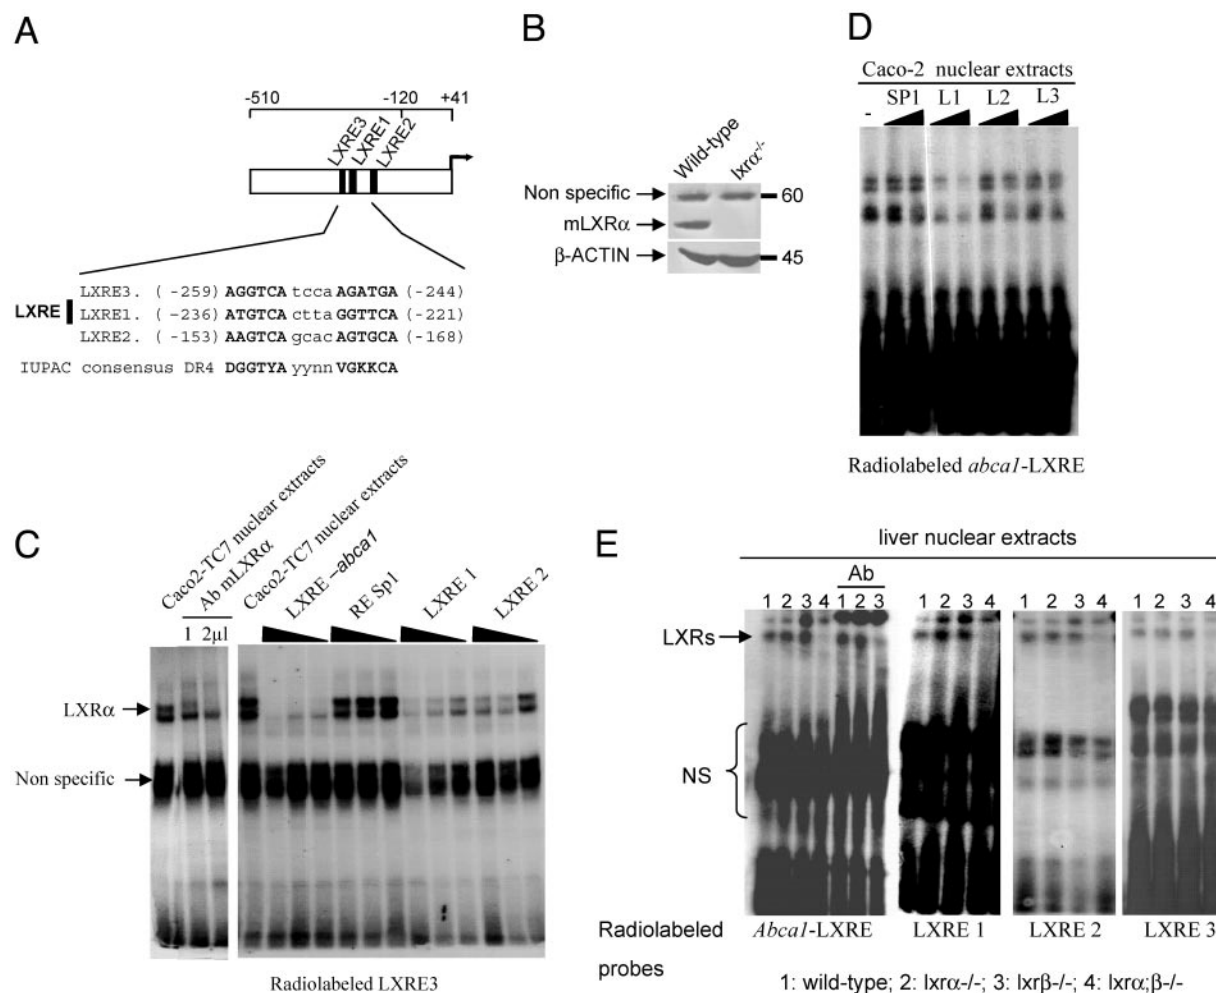 A
-510 -120 +41
LXRE3
LXRE1
LXRE2
LXRE3. (-259) AGGTCA tcca AGATGA (-244)
LXRE
LXRE1. (-236) ATGTCA ctta GGTTCA (-221)
LXRE2. (-153) AAGTCA gcac AGTGCA (-168)
IUPAC consensus DR4 DGGTYA yynn VGKKCA
B
Wild-type
lxrα-/-
Non specific
60
mLXRα
β-ACTIN
45
D
Caco-2 nuclear extracts
- SP1 L1 L2 L3
Radiolabeled abca1-LXRE
C
Caco2-TC7 nuclear extracts
Ab mLXRα
1 2µl
Caco2-TC7 nuclear extracts
LXRE –abca1
RE Sp1
LXRE 1
LXRE 2
LXRα
Non specific
Radiolabeled LXRE3
E
liver nuclear extracts
Ab
1 2 3 4 1 2 3 1 2 3 4 1 2 3 4 1 2 3 4
LXRs
NS
Radiolabeled probes
Abca1-LXRE LXRE 1 LXRE 2 LXRE 3
1: wild-type; 2: lxrα-/-; 3: lxrβ-/-; 4: lxrα;β-/-